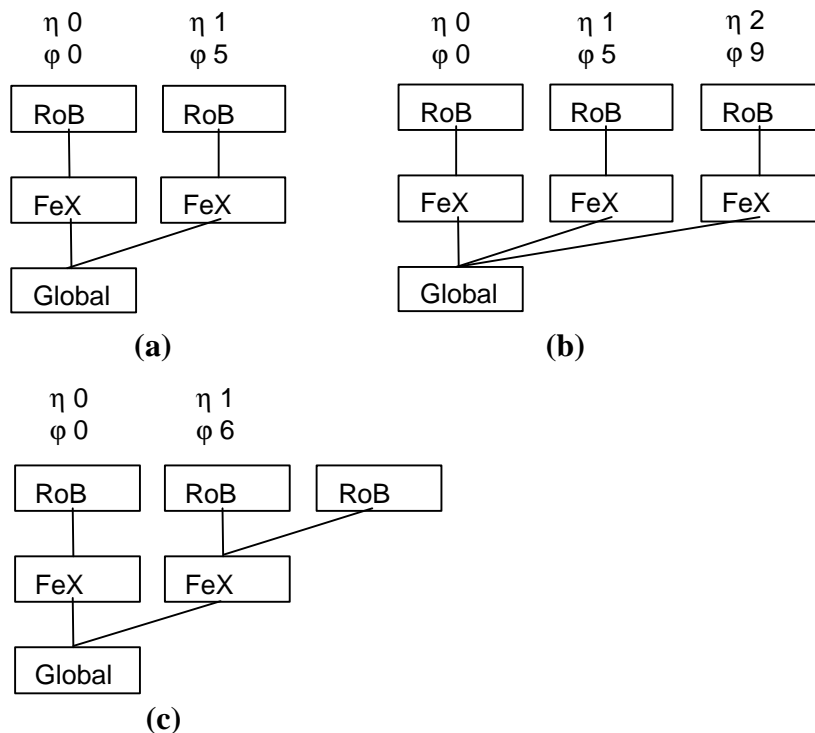 η 0 η 1
φ 0 φ 5
RoB RoB
FeX FeX
Global
(a)
η 0 η 1 η 2
φ 0 φ 5 φ 9
RoB RoB RoB
FeX FeX FeX
Global
(b)
η 0 η 1
φ 0 φ 6
RoB RoB RoB
FeX FeX
Global
(c)